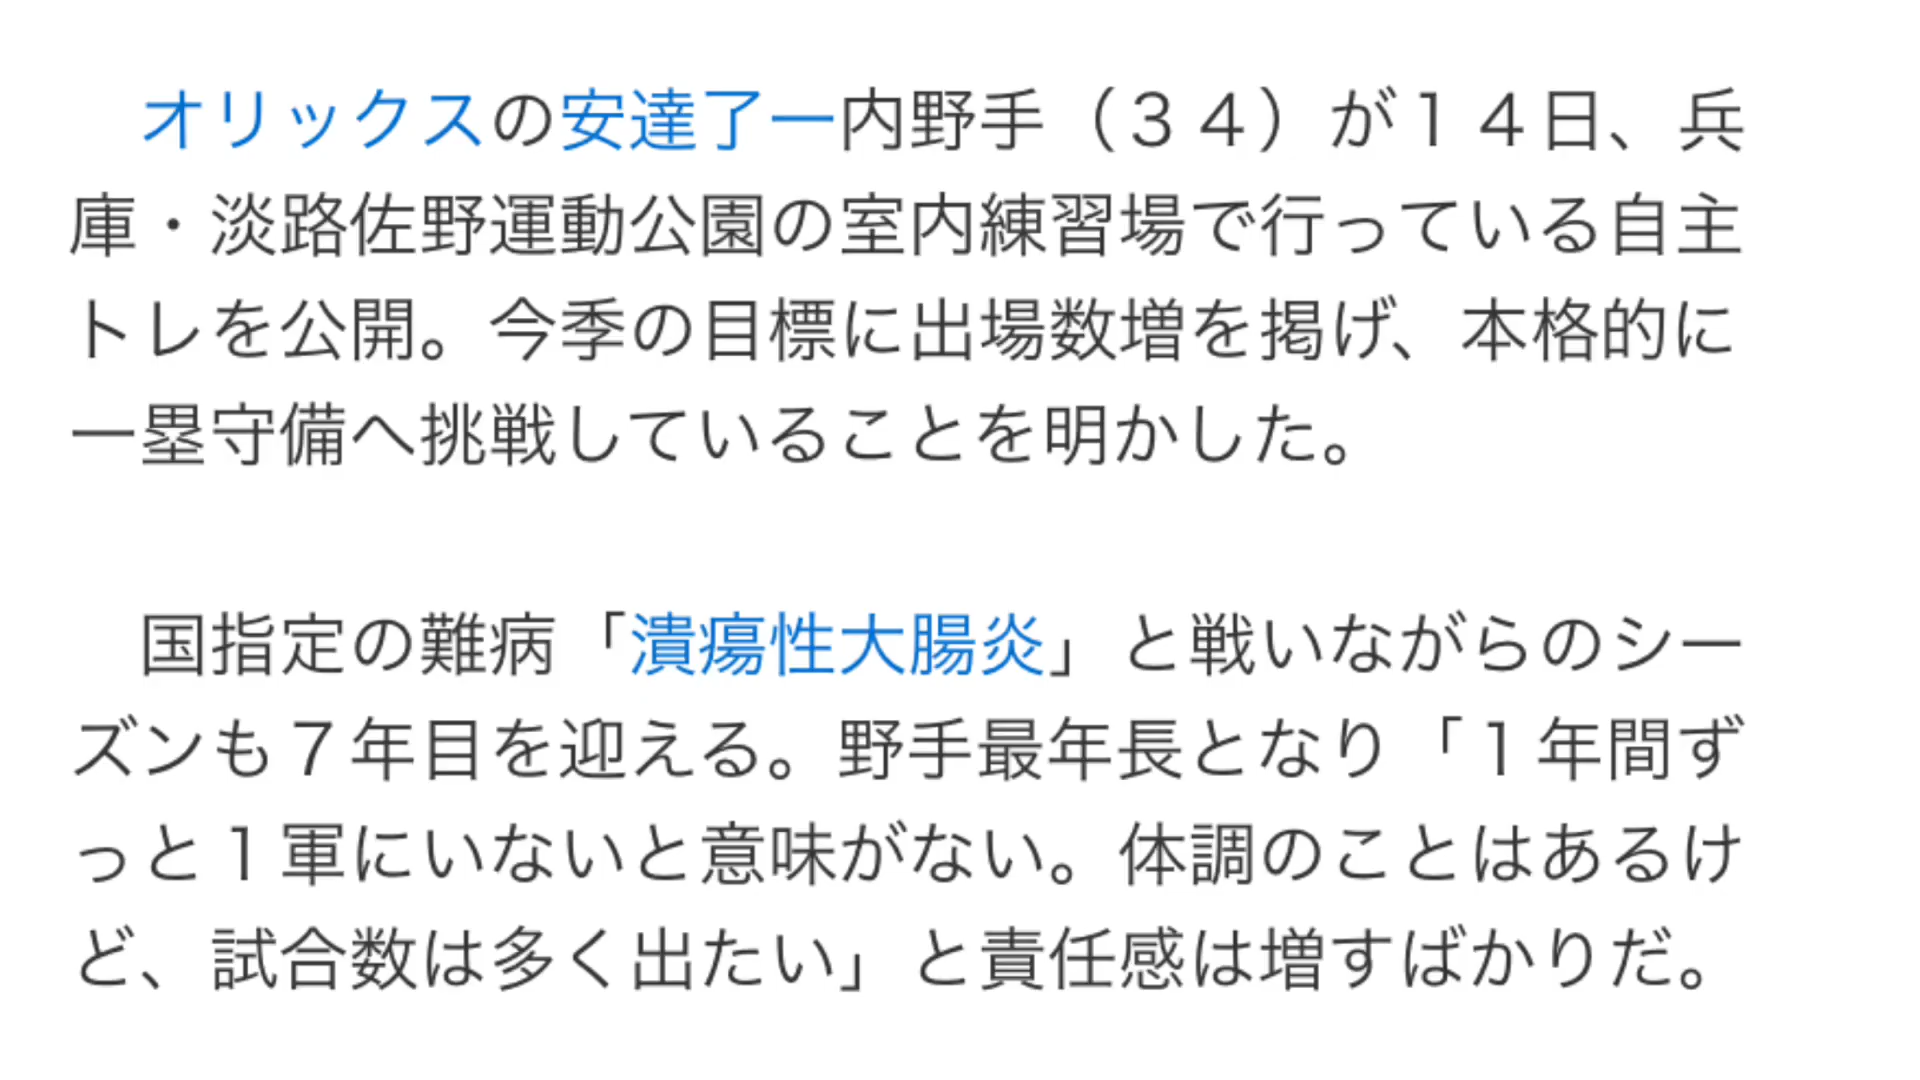 オリックスの安達了一内野手（３４）が１４日、兵
庫・淡路佐野運動公園の室内練習場で行っている自主
トレを公開。今季の目標に出場数増を掲げ、本格的に
一塁守備へ挑戦していることを明かした。
国指定の難病「潰瘍性大腸炎」と戦いながらのシー
ズンも７年目を迎える。野手最年長となり「１年間ず
っと１軍にいないと意味がない。体調のことはあるけ
ど、試合数は多く出たい」と責任感は増すばかりだ。